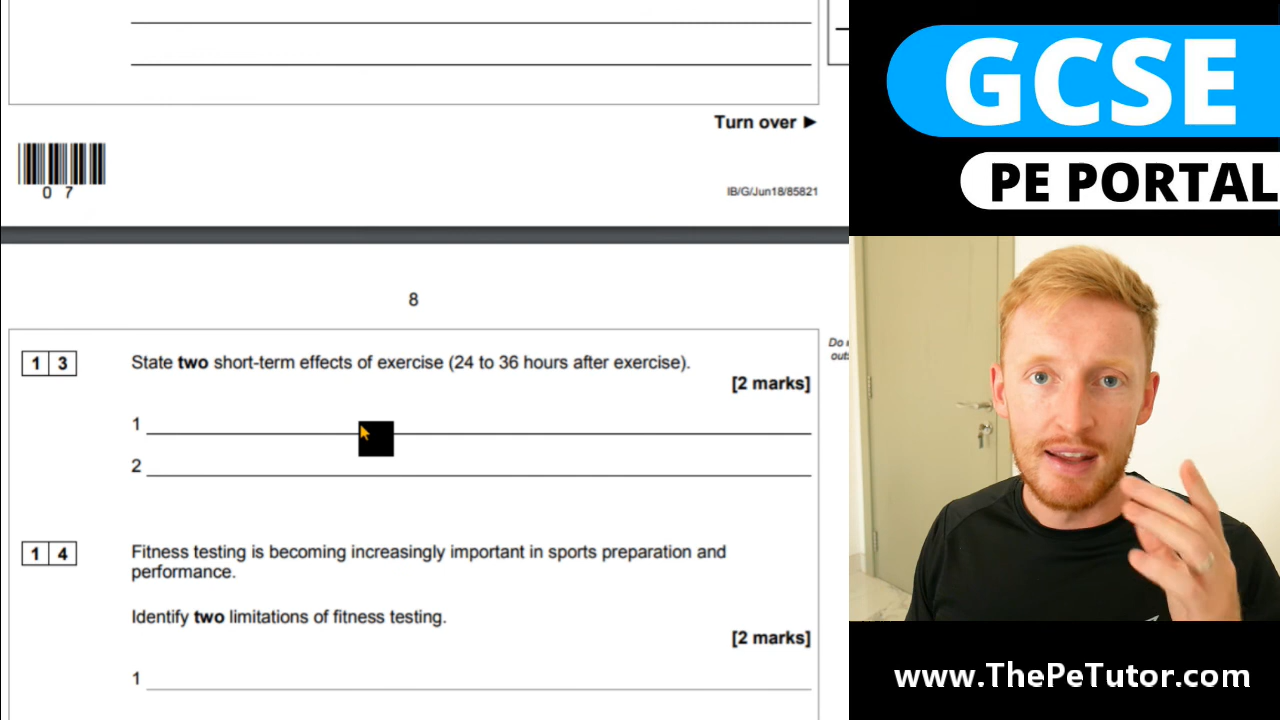 Turn over ►
0 7
IB/G/Jun18/85821
8
1 3
State two short-term effects of exercise (24 to 36 hours after exercise).
[2 marks]
1
2
1 4
Fitness testing is becoming increasingly important in sports preparation and
performance.
Identify two limitations of fitness testing.
[2 marks]
1
Do
GCSE
PE PORTAL
www.ThePeTutor.com